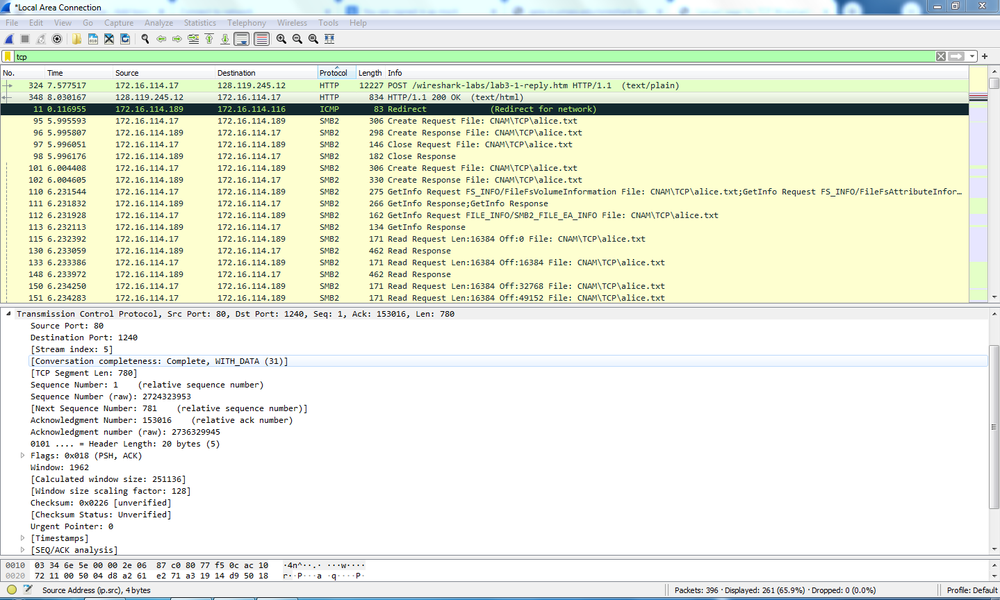 *Local Area Connection
File Edit View Go Capture Analyze Statistics Telephony Wireless Tools Help
tcp
No. Time Source Destination Protocol Length Info
324 7.577517 172.16.114.17 128.119.245.12 HTTP 12227 POST /wireshark-labs/lab3-1-reply.htm HTTP/1.1 (text/plain)
348 8.030167 128.119.245.12 172.16.114.17 HTTP 834 HTTP/1.1 200 OK (text/html)
11 0.116955 172.16.114.189 172.16.114.116 ICMP 83 Redirect (Redirect for network)
95 5.995593 172.16.114.17 172.16.114.189 SMB2 306 Create Request File: CNAM\TCP\alice.txt
96 5.995807 172.16.114.189 172.16.114.17 SMB2 298 Create Response File: CNAM\TCP\alice.txt
97 5.996051 172.16.114.17 172.16.114.189 SMB2 146 Close Request File: CNAM\TCP\alice.txt
98 5.996176 172.16.114.189 172.16.114.17 SMB2 182 Close Response
101 6.004408 172.16.114.17 172.16.114.189 SMB2 306 Create Request File: CNAM\TCP\alice.txt
102 6.004605 172.16.114.189 172.16.114.17 SMB2 330 Create Response File: CNAM\TCP\alice.txt
110 6.231544 172.16.114.17 172.16.114.189 SMB2 275 GetInfo Request FS_INFO/FileFsVolumeInformation File: CNAM\TCP\alice.txt;GetInfo Request FS_INFO/FileFsAttributeInfor…
111 6.231832 172.16.114.189 172.16.114.17 SMB2 266 GetInfo Response;GetInfo Response
112 6.231928 172.16.114.17 172.16.114.189 SMB2 162 GetInfo Request FILE_INFO/SMB2_FILE_EA_INFO File: CNAM\TCP\alice.txt
113 6.232113 172.16.114.189 172.16.114.17 SMB2 134 GetInfo Response
115 6.232392 172.16.114.17 172.16.114.189 SMB2 171 Read Request Len:16384 Off:0 File: CNAM\TCP\alice.txt
130 6.233059 172.16.114.189 172.16.114.17 SMB2 462 Read Response
133 6.233386 172.16.114.17 172.16.114.189 SMB2 171 Read Request Len:16384 Off:16384 File: CNAM\TCP\alice.txt
148 6.233972 172.16.114.189 172.16.114.17 SMB2 462 Read Response
150 6.234250 172.16.114.17 172.16.114.189 SMB2 171 Read Request Len:16384 Off:32768 File: CNAM\TCP\alice.txt
151 6.234283 172.16.114.17 172.16.114.189 SMB2 171 Read Request Len:16384 Off:49152 File: CNAM\TCP\alice.txt
Transmission Control Protocol, Src Port: 80, Dst Port: 1240, Seq: 1, Ack: 153016, Len: 780
Source Port: 80
Destination Port: 1240
[Stream index: 5]
[Conversation completeness: Complete, WITH_DATA (31)]
[TCP Segment Len: 780]
Sequence Number: 1 (relative sequence number)
Sequence Number (raw): 2724323953
[Next Sequence Number: 781 (relative sequence number)]
Acknowledgment Number: 153016 (relative ack number)
Acknowledgment number (raw): 2736329945
0101 .... = Header Length: 20 bytes (5)
Flags: 0x018 (PSH, ACK)
Window: 1962
[Calculated window size: 251136]
[Window size scaling factor: 128]
Checksum: 0x0226 [unverified]
[Checksum Status: Unverified]
Urgent Pointer: 0
[Timestamps]
[SEQ/ACK analysis]
0010 03 34 6e 5e 00 00 2e 06 87 c0 80 77 f5 0c ac 10 ·4n^··.· ···w····
0020 72 11 00 50 04 d8 a2 61 e2 71 a3 19 14 d9 50 18 r··P···a ·q····P·
Source Address (ip.src), 4 bytes
Packets: 396 · Displayed: 261 (65.9%) · Dropped: 0 (0.0%)
Profile: Default